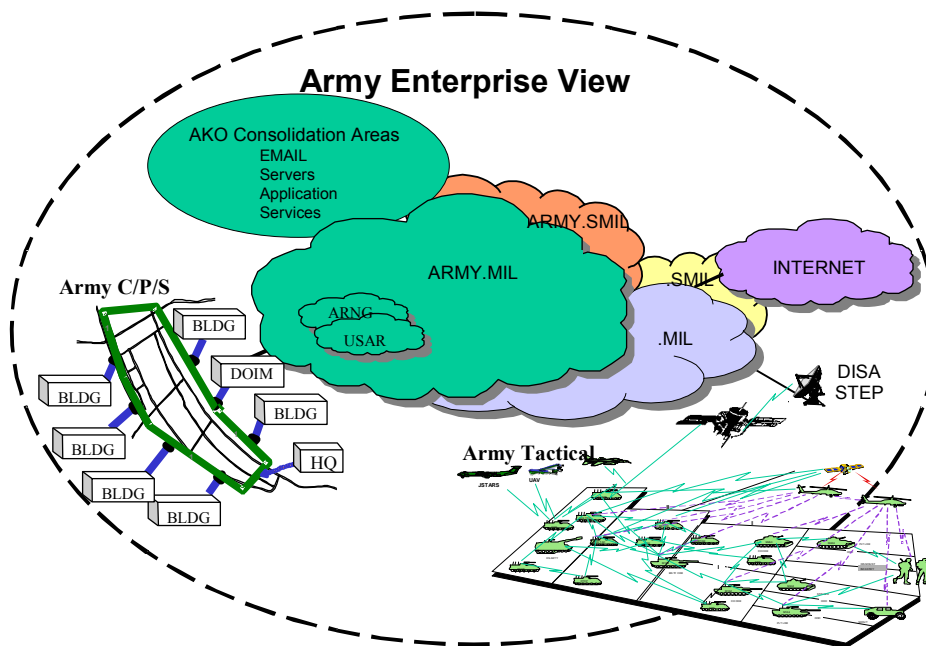 Army Enterprise View
AKO Consolidation Areas
EMAIL
Servers
Application
Services
ARMY.SMIL
ARMY.MIL
INTERNET
.SMIL
Army C/P/S
ARNG
USAR
.MIL
BLDG
DOIM
DISA
STEP
BLDG
BLDG
BLDG
HQ
BLDG
BLDG
Army Tactical
JSTARS
UAV